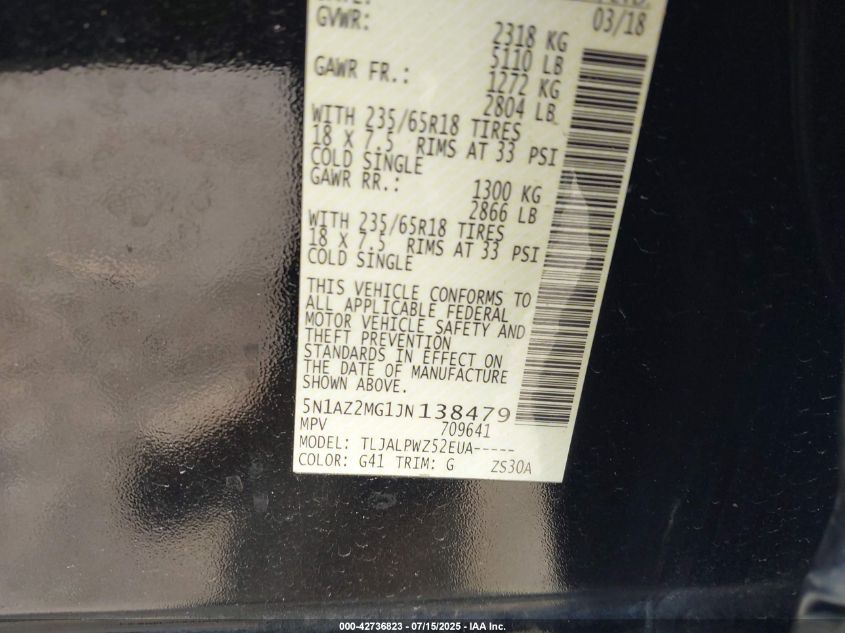 03/18
GVWR: 2318 KG
5110 LB
GAWR FR.: 1272 KG
2804 LB
WITH 235/65R18 TIRES
18 X 7.5 RIMS AT 33 PSI
COLD SINGLE
GAWR RR.: 1300 KG
2866 LB
WITH 235/65R18 TIRES
18 X 7.5 RIMS AT 33 PSI
COLD SINGLE
THIS VEHICLE CONFORMS TO
ALL APPLICABLE FEDERAL
MOTOR VEHICLE SAFETY AND
THEFT PREVENTION
STANDARDS IN EFFECT ON
THE DATE OF MANUFACTURE
SHOWN ABOVE.
5N1AZ2MG1JN138479
MPV 709641
MODEL: TLJALPWZ52EUA-----
COLOR: G41 TRIM: G ZS30A
000-42736823 - 07/15/2025 - IAA Inc.